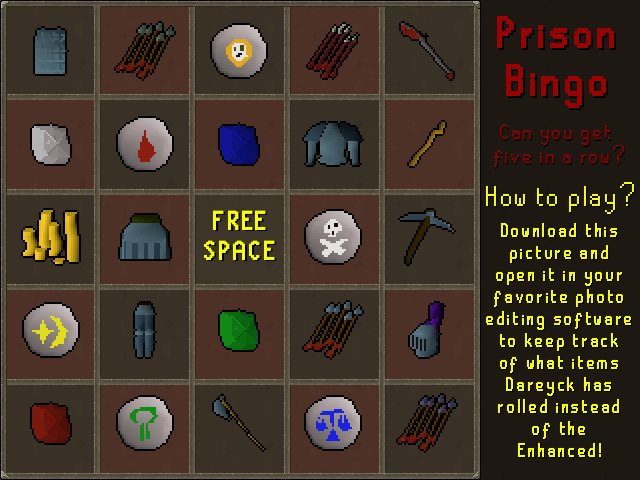 Prison
Bingo
Can you get
five in a row?
How to play?
Download this
picture and
open it in your
favorite photo
editing software
to keep track
of what items
Dareyck has
rolled instead
of the
Enhanced!
FREE
SPACE